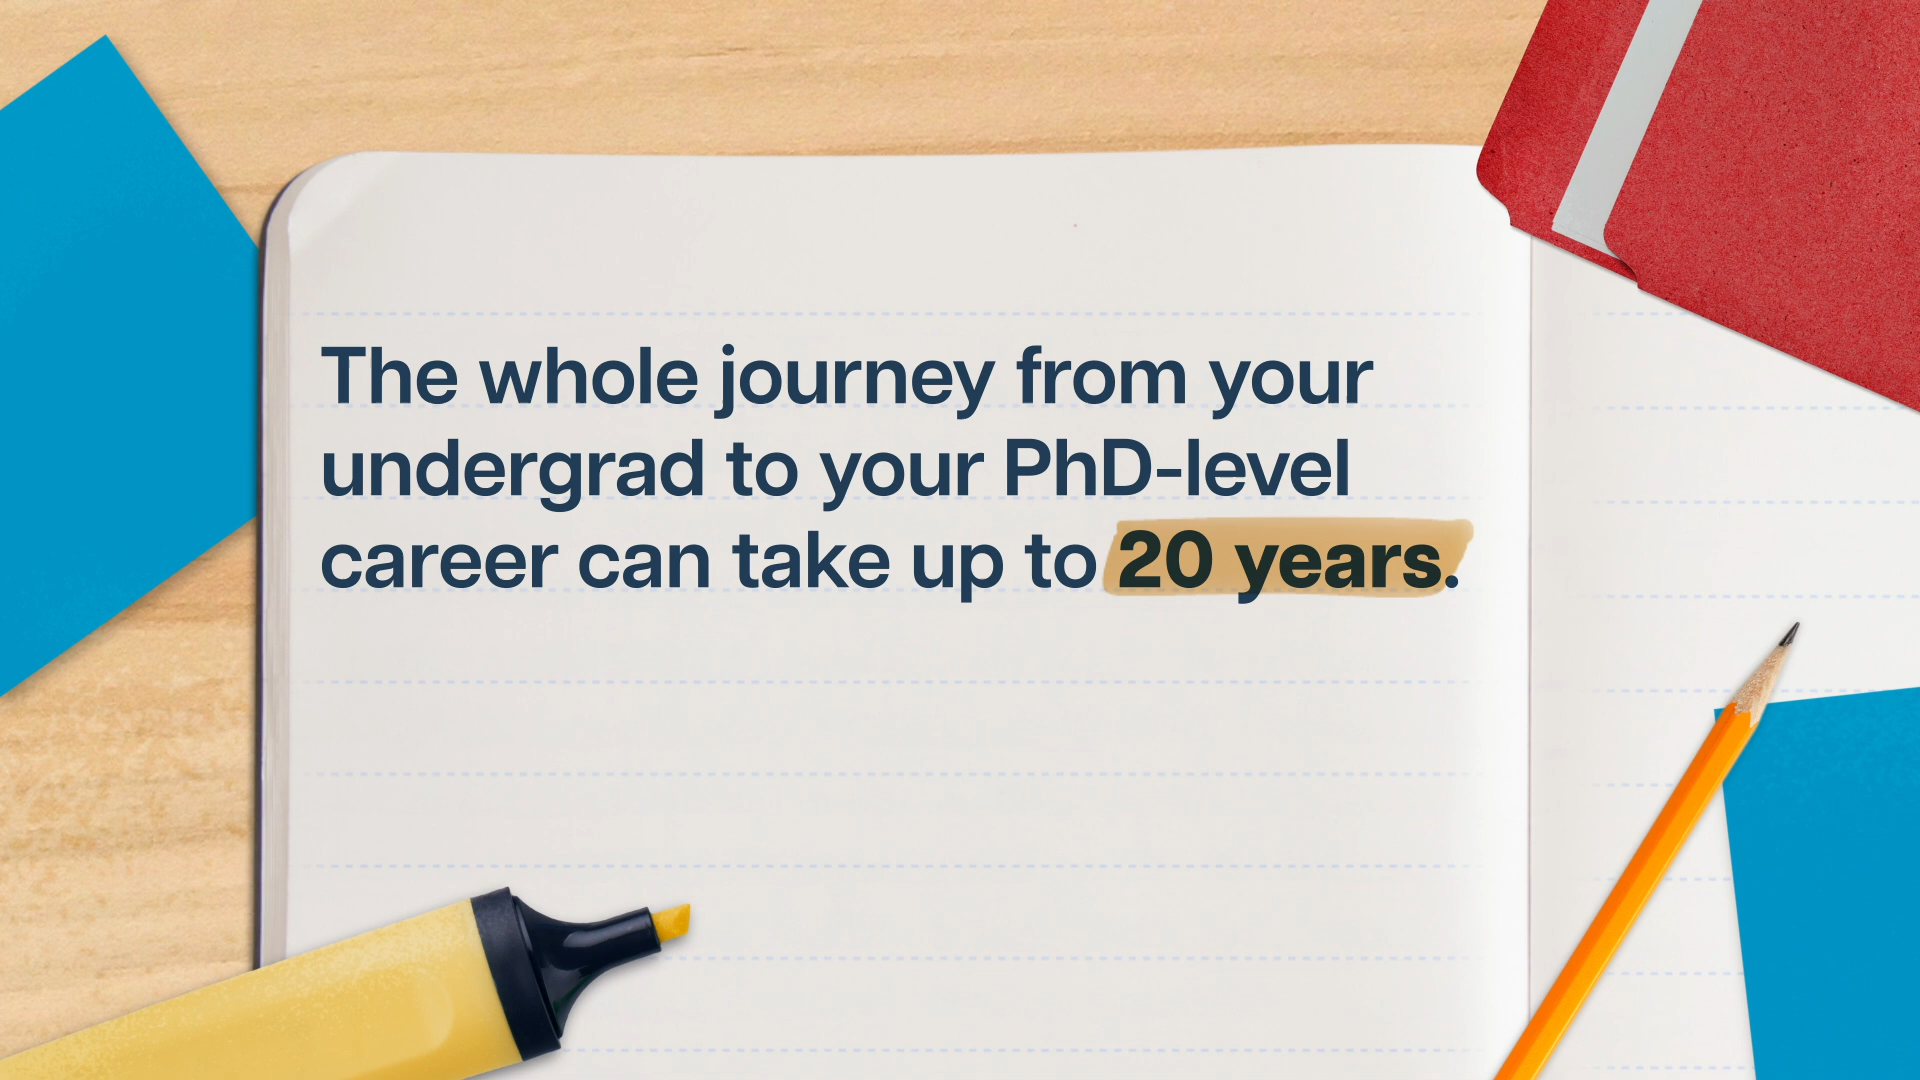 The whole journey from your
undergrad to your PhD-level
career can take up to 20 years.